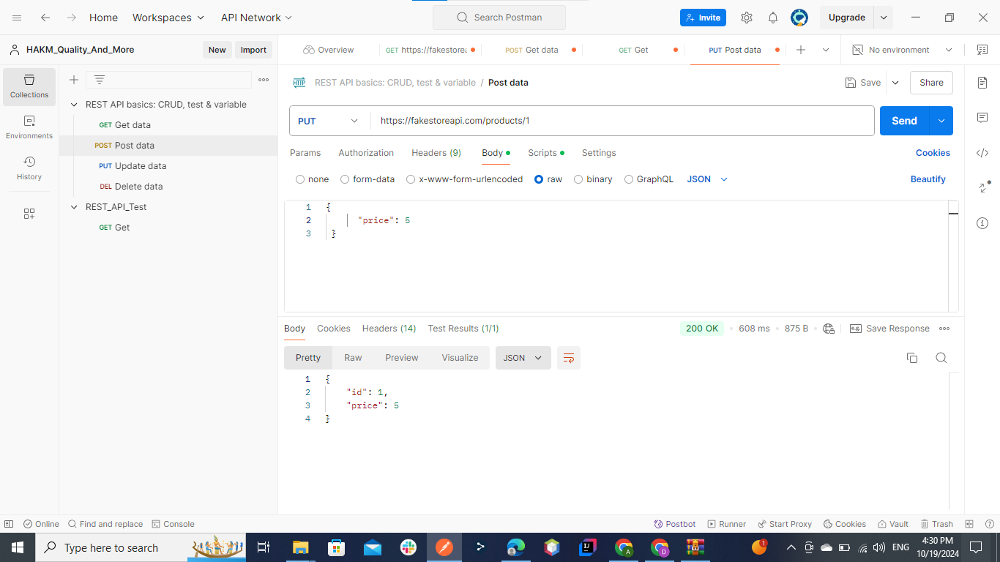 Home Workspaces API Network Search Postman Invite Upgrade
HAKM_Quality_And_More New Import Overview GET https://fakestorea POST Get data GET Get PUT Post data No environment
Collections
Environments
History
REST API basics: CRUD, test & variable
GET Get data
POST Post data
PUT Update data
DEL Delete data
REST_API_Test
GET Get
HTTP REST API basics: CRUD, test & variable / Post data Save Share
PUT https://fakestoreapi.com/products/1 Send
Params Authorization Headers (9) Body Scripts Settings Cookies
none form-data x-www-form-urlencoded raw binary GraphQL JSON Beautify
1 {
2 "price": 5
3 }
Body Cookies Headers (14) Test Results (1/1) 200 OK 608 ms 875 B e.g. Save Response
Pretty Raw Preview Visualize JSON
1 {
2 "id": 1,
3 "price": 5
4 }
Online Find and replace Console Postbot Runner Start Proxy Cookies Vault Trash
Type here to search A D 1 ENG 4:30 PM
10/19/2024